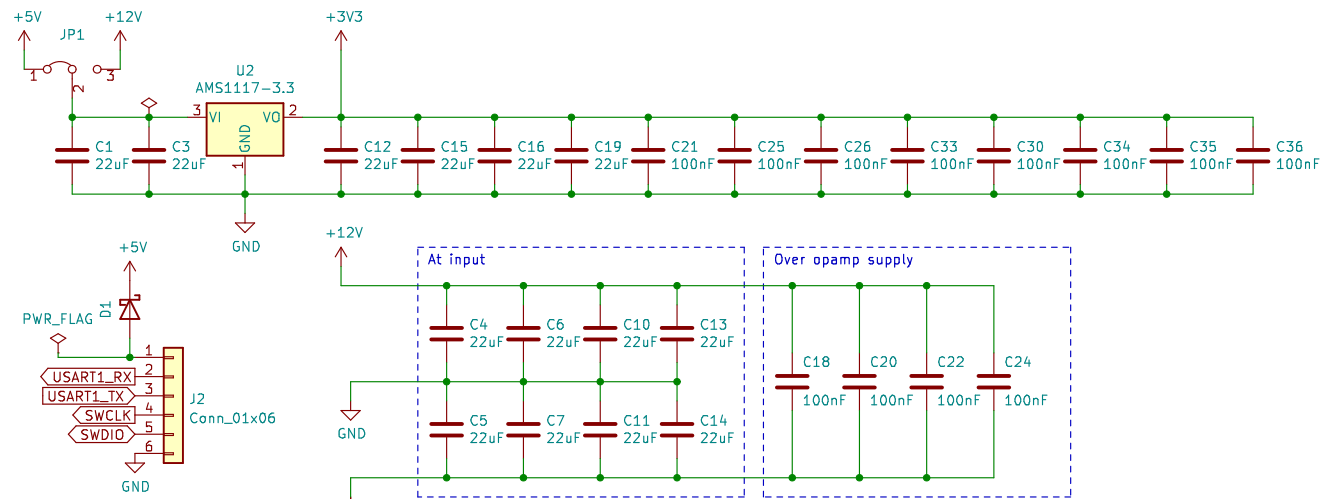 +5V
+12V
+3V3
JP1
1
2
3
U2
AMS1117-3.3
3
VI
VO
2
GND
1
C1
22uF
C3
22uF
C12
22uF
C15
22uF
C16
22uF
C19
22uF
C21
100nF
C25
100nF
C26
100nF
C33
100nF
C30
100nF
C34
100nF
C35
100nF
C36
100nF
GND
+5V
D1
PWR_FLAG
1
2
3
4
5
6
USART1_RX
USART1_TX
SWCLK
SWDIO
J2
Conn_01x06
GND
+12V
At input
C4
22uF
C6
22uF
C10
22uF
C13
22uF
GND
C5
22uF
C7
22uF
C11
22uF
C14
22uF
Over opamp supply
C18
100nF
C20
100nF
C22
100nF
C24
100nF